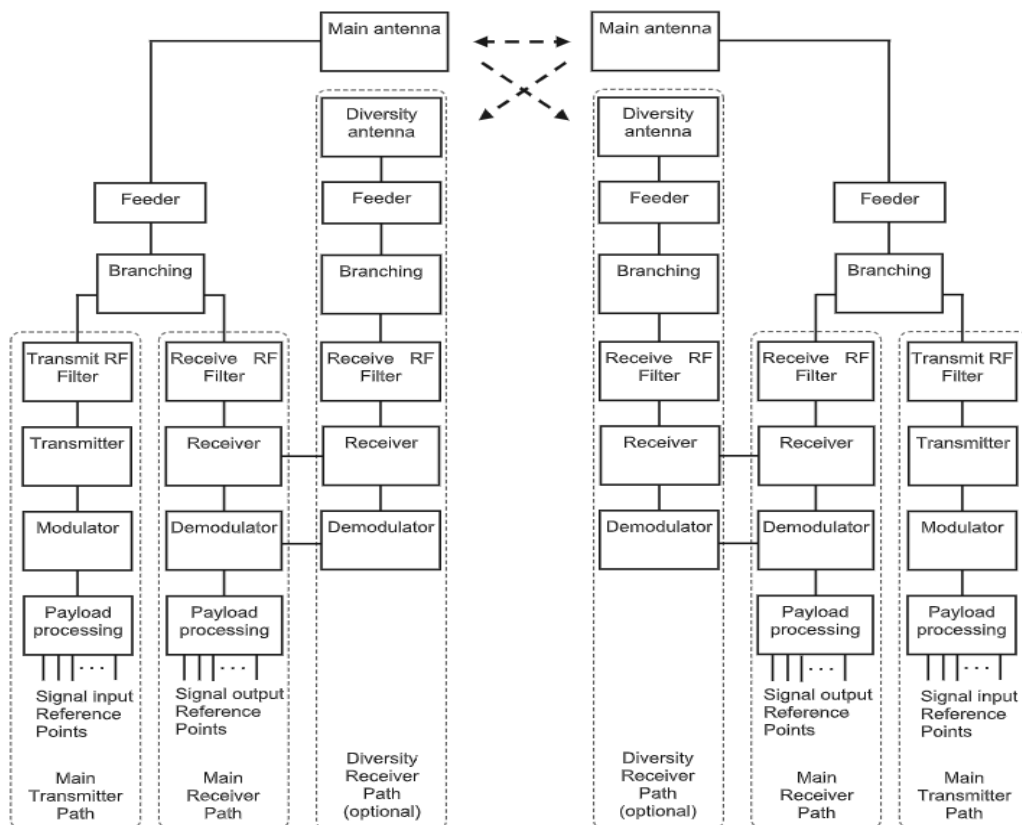 Main antenna
Main antenna
Diversity
antenna
Diversity
antenna
Feeder
Feeder
Feeder
Feeder
Branching
Branching
Branching
Branching
Transmit RF
Filter
Receive RF
Filter
Receive RF
Filter
Receive RF
Filter
Receive RF
Filter
Transmit RF
Filter
Transmitter
Receiver
Receiver
Receiver
Receiver
Transmitter
Modulator
Demodulator
Demodulator
Demodulator
Demodulator
Modulator
Payload
processing
Payload
processing
Payload
processing
Payload
processing
Signal input
Reference
Points
Signal output
Reference
Points
Signal output
Reference
Points
Signal input
Reference
Points
Main
Transmitter
Path
Main
Receiver
Path
Diversity
Receiver
Path
(optional)
Diversity
Receiver
Path
(optional)
Main
Receiver
Path
Main
Transmitter
Path